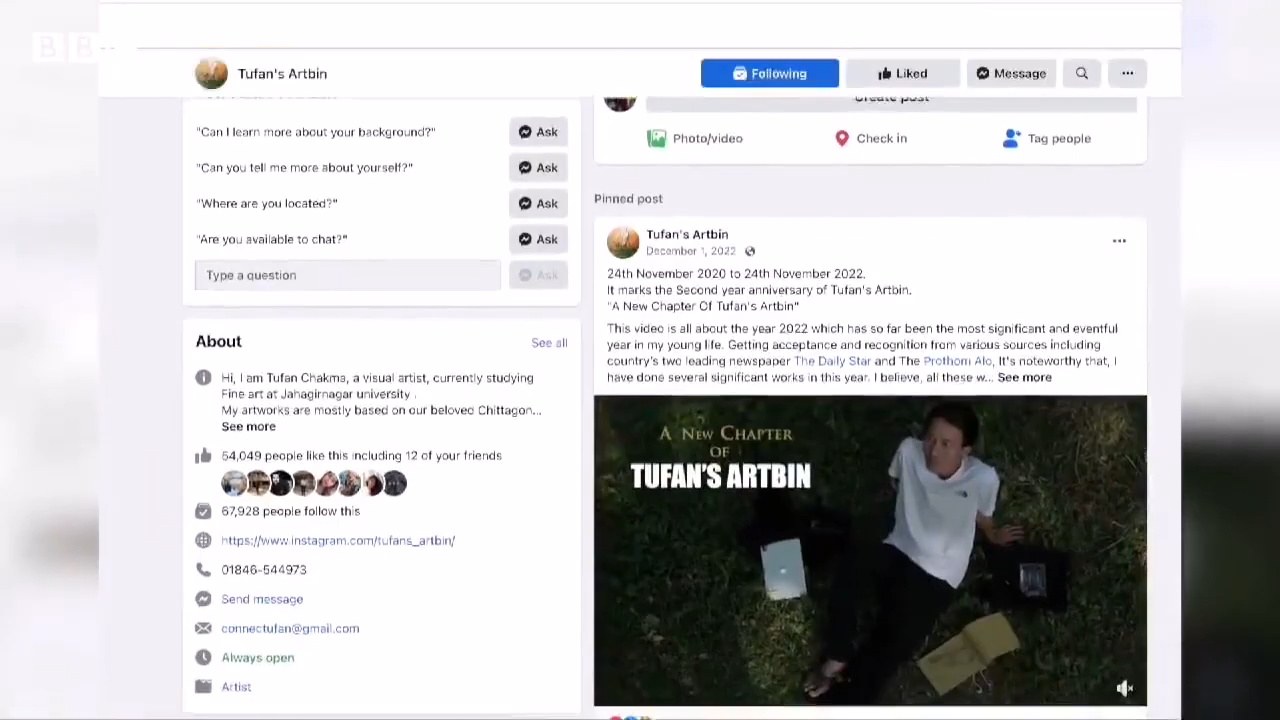 BB
Tufan's Artbin
Following
Liked
Message
"Can I learn more about your background?"
Ask
"Can you tell me more about yourself?"
Ask
"Where are you located?"
Ask
"Are you available to chat?"
Ask
Type a question
Ask
About
See all
Hi, I am Tufan Chakma, a visual artist, currently studying
Fine art at Jahagirnagar university .
My artworks are mostly based on our beloved Chittagon...
See more
54,049 people like this including 12 of your friends
67,928 people follow this
https://www.instagram.com/tufans_artbin/
01846-544973
Send message
connectufan@gmail.com
Always open
Artist
Create post
Photo/video
Check in
Tag people
Pinned post
Tufan's Artbin
December 1, 2022
24th November 2020 to 24th November 2022.
It marks the Second year anniversary of Tufan's Artbin.
"A New Chapter Of Tufan's Artbin"
This video is all about the year 2022 which has so far been the most significant and eventful
year in my young life. Getting acceptance and recognition from various sources including
country's two leading newspaper The Daily Star and The Prothom Alo, It's noteworthy that, I
have done several significant works in this year. I believe, all these w... See more
A NEW CHAPTER
OF
TUFAN'S ARTBIN